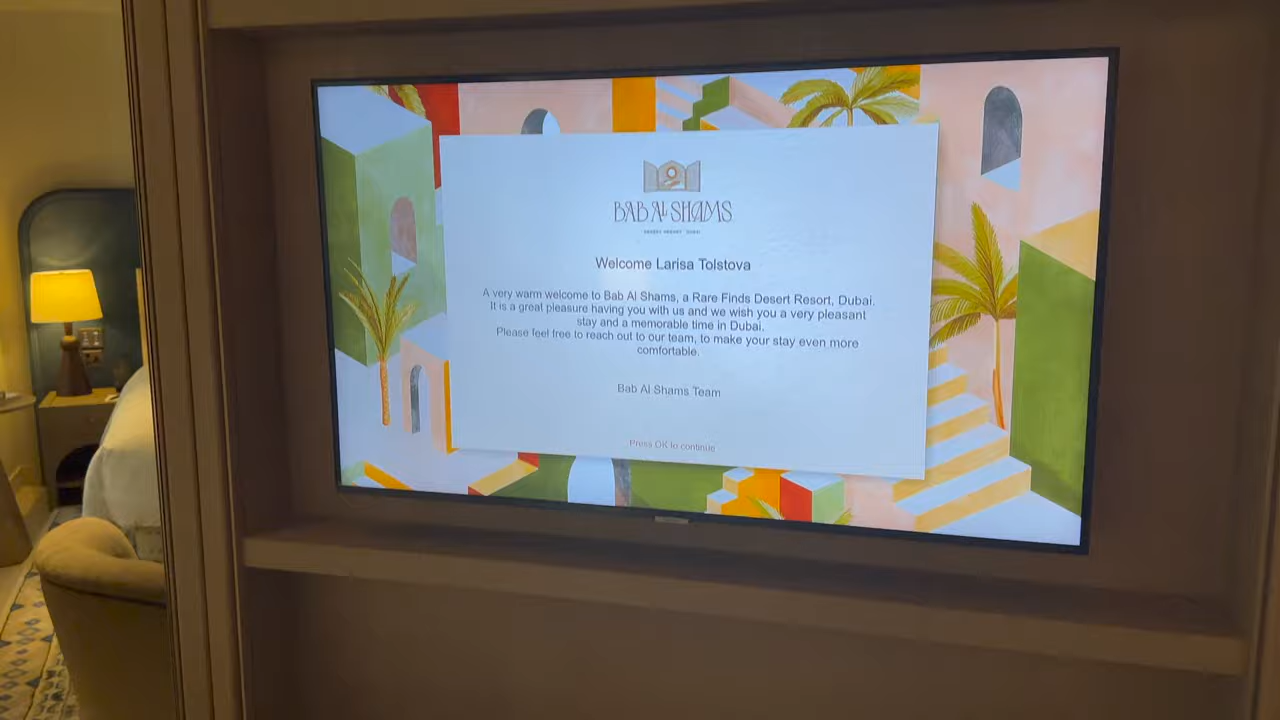 BAB Al SHAMS
DESERT RESORT DUBAI
Welcome Larisa Tolstova
A very warm welcome to Bab Al Shams, a Rare Finds Desert Resort, Dubai.
It is a great pleasure having you with us and we wish you a very pleasant
stay and a memorable time in Dubai.
Please feel free to reach out to our team, to make your stay even more
comfortable.
Bab Al Shams Team
Press OK to continue